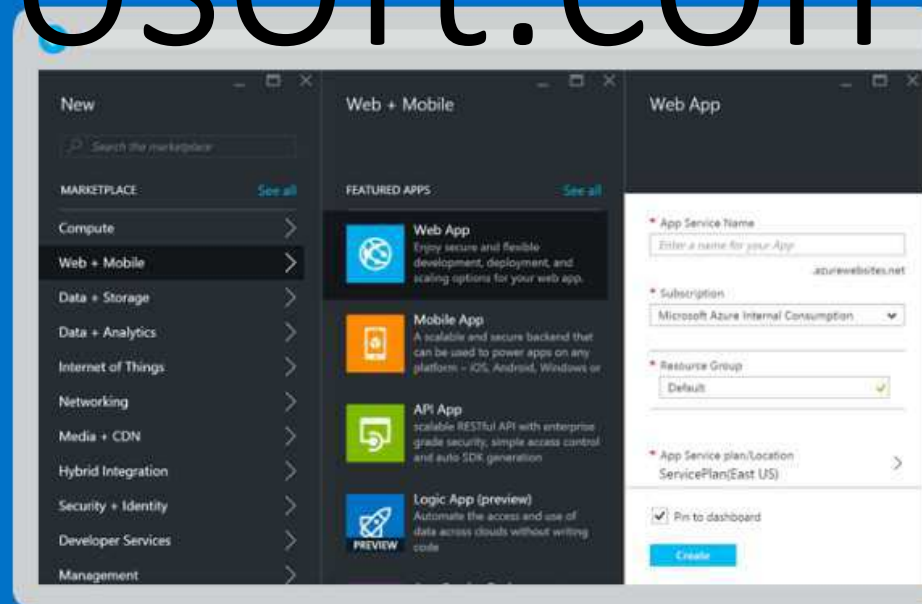 osoft.com
New
Search the marketplace
MARKETPLACE See all
Compute
Web + Mobile
Data + Storage
Data + Analytics
Internet of Things
Networking
Media + CDN
Hybrid Integration
Security + Identity
Developer Services
Management
Web + Mobile
FEATURED APPS See all
Web App
Enjoy secure and flexible
development, deployment, and
scaling options for your web app.
Mobile App
A scalable and secure backend that
can be used to power apps on any
platform – iOS, Android, Windows or
API App
scalable RESTful API with enterprise
grade security, simple access control
and auto SDK generation
PREVIEW
Logic App (preview)
Automate the access and use of
data across clouds without writing
code
Web App
* App Service Name
Enter a name for your App
.azurewebsites.net
* Subscription
Microsoft Azure Internal Consumption
* Resource Group
Default
* App Service plan/Location
ServicePlan(East US)
Pin to dashboard
Create